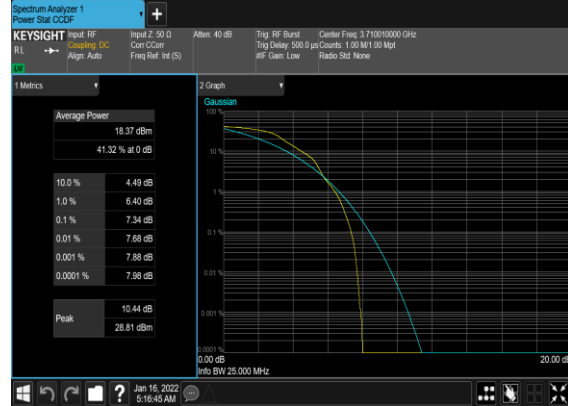 Spectrum Analyzer 1
Power Stat CCDF
+
KEYSIGHT
RL
LV
Input: RF
Coupling: DC
Align: Auto
Input Z: 50 Ω
Corr CCorr
Freq Ref: Int (S)
Atten: 40 dB
Trig: RF Burst
Trig Delay: 500.0 µs
#IF Gain: Low
Center Freq: 3.710010000 GHz
Counts: 1.00 M/1.00 Mpt
Radio Std: None
1 Metrics
Average Power
18.37 dBm
41.32 % at 0 dB
10.0 % 4.49 dB
1.0 % 6.40 dB
0.1 % 7.34 dB
0.01 % 7.68 dB
0.001 % 7.88 dB
0.0001 % 7.98 dB
Peak
10.44 dB
28.81 dBm
2 Graph
Gaussian
100 %
10 %
1 %
0.1 %
0.01 %
0.001 %
0.0001 %
0.00 dB 20.00 dB
Info BW 25.000 MHz
?
Jan 16, 2022
5:16:45 AM